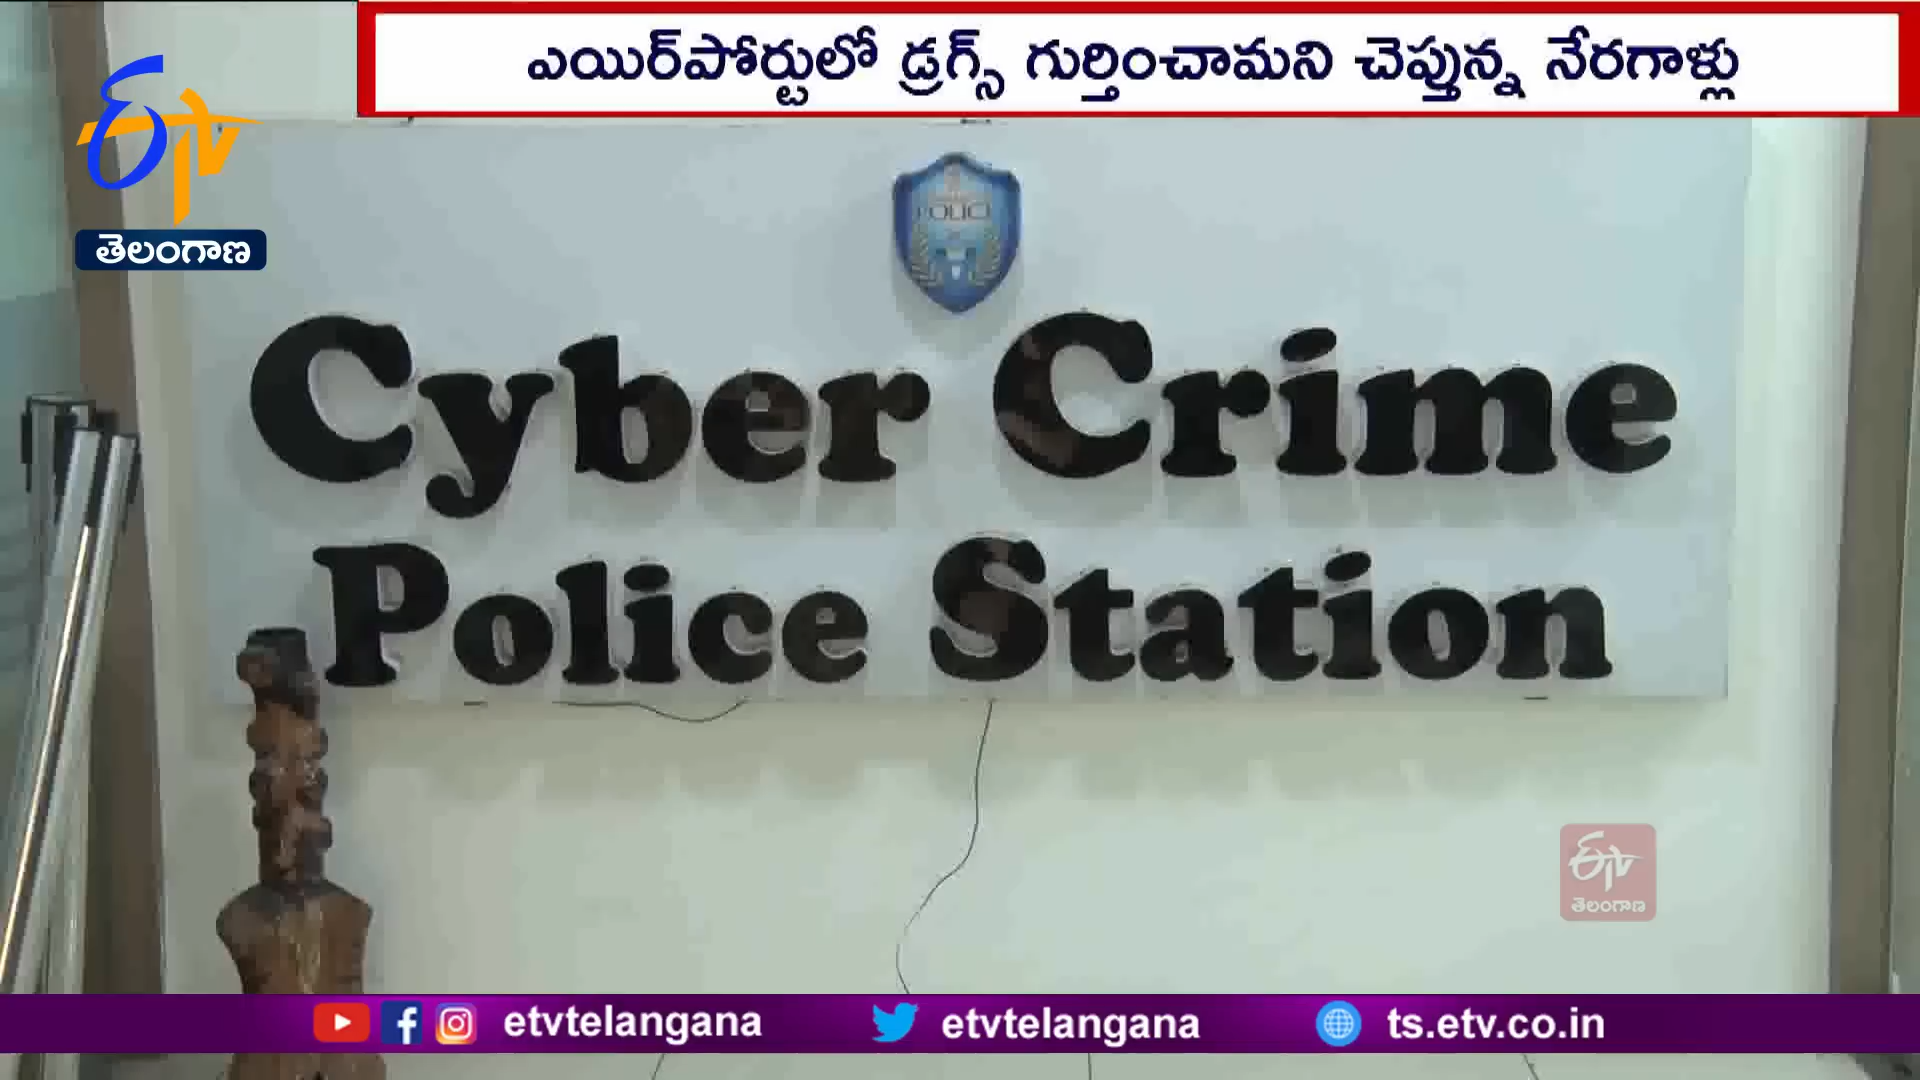 ఎయిర్‌పోర్టులో డ్రగ్స్ గుర్తించామని చెప్తున్న నేరగాళ్లు
ETV
తెలంగాణ
POLICE
Cyber Crime
Police Station
ETV
తెలంగాణ
etvtelangana etvtelangana ts.etv.co.in